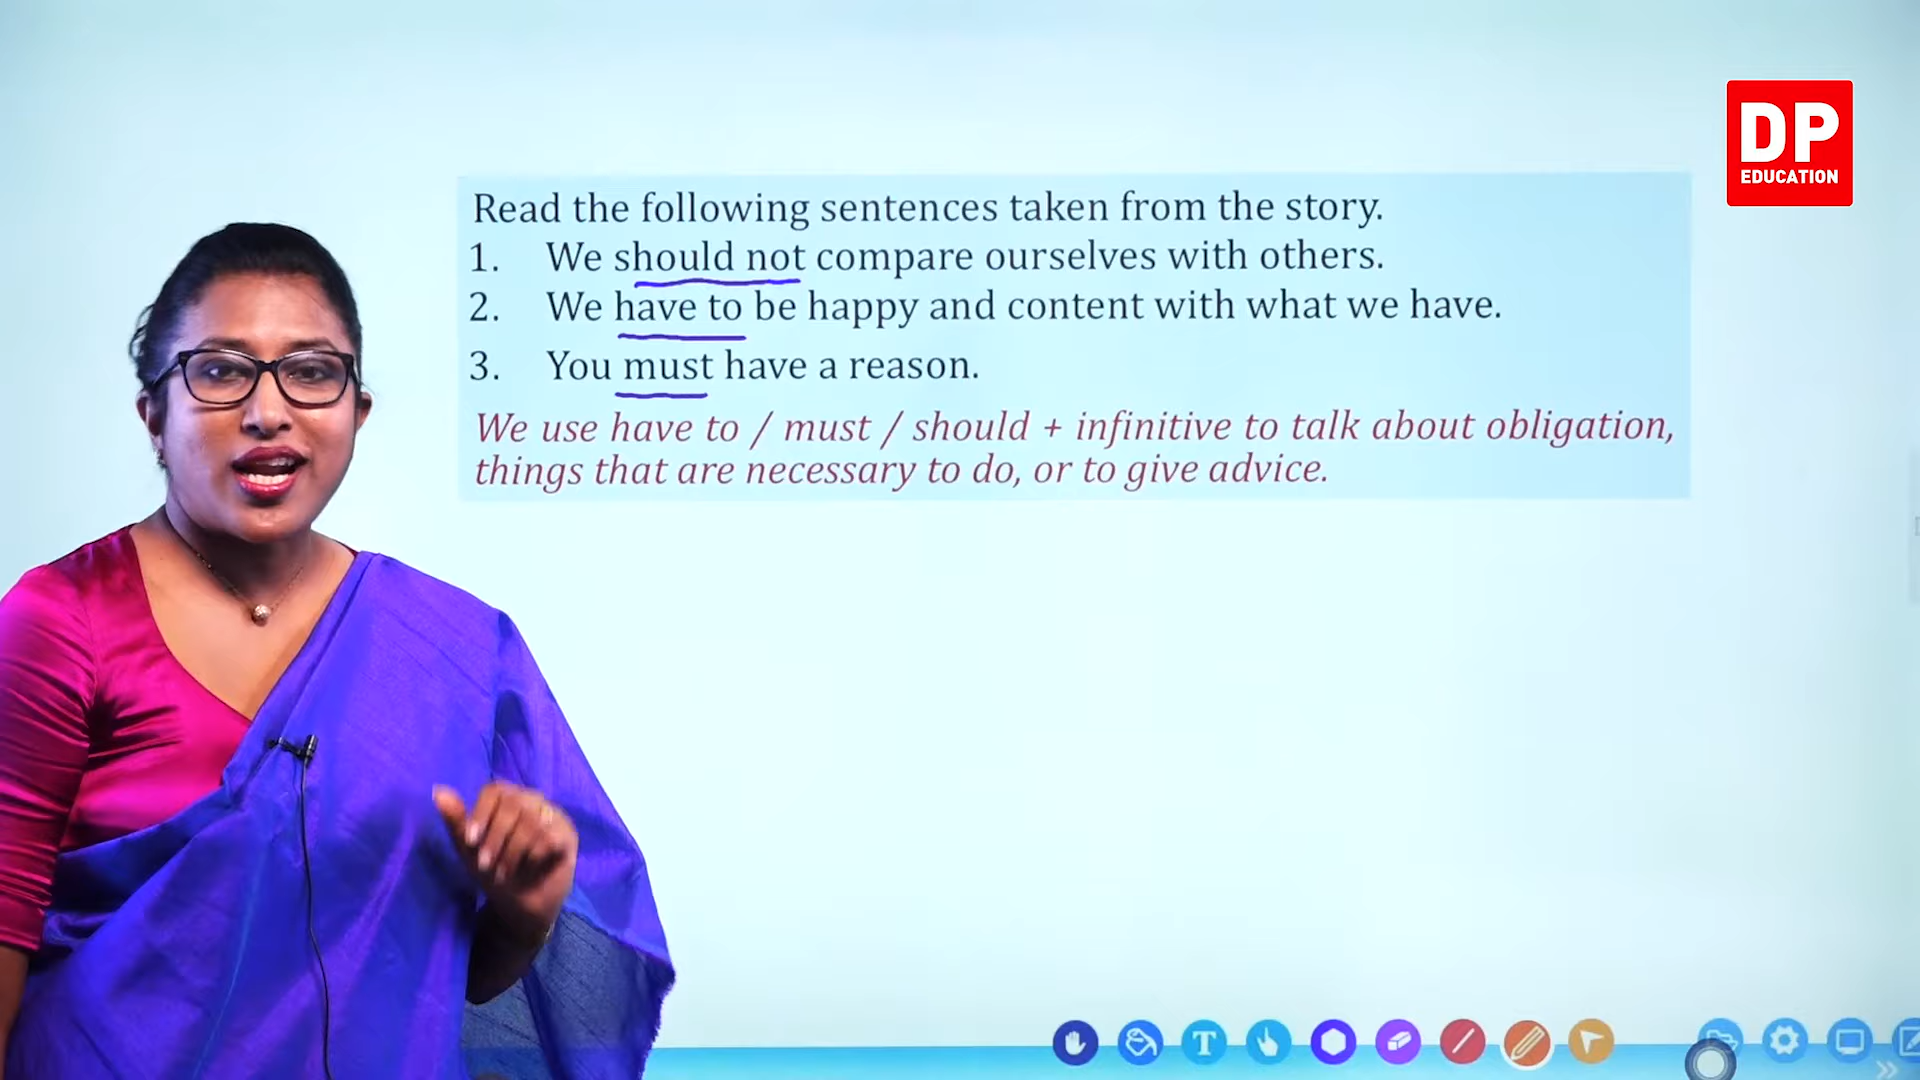 DP
EDUCATION
Read the following sentences taken from the story.
1. We should not compare ourselves with others.
2. We have to be happy and content with what we have.
3. You must have a reason.
We use have to / must / should + infinitive to talk about obligation,
things that are necessary to do, or to give advice.
T